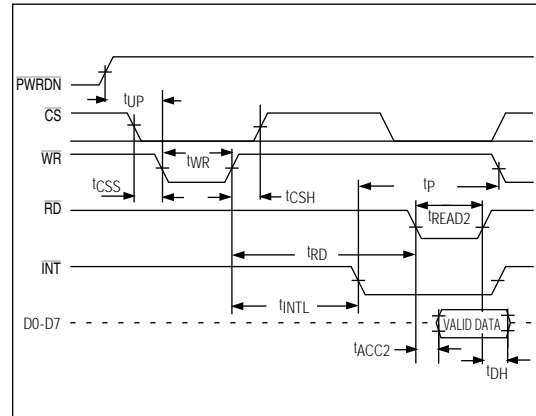 PWRDN
tUP
CS
WR
tWR
tCSS
tCSH
tP
RD
tREAD2
tRD
INT
tINTL
D0-D7
VALID DATA
tACC2
tDH